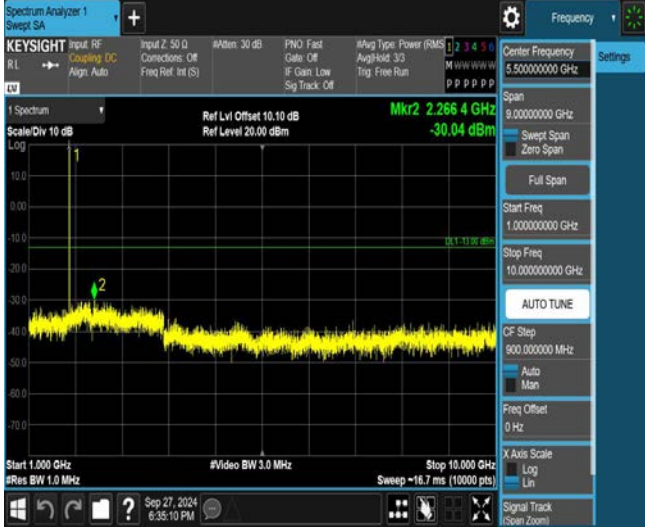 Spectrum Analyzer 1
Swept SA
+
Frequency
KEYSIGHT
RL
LXI
Input: RF
Coupling: DC
Align: Auto
Input Z: 50 Ω
Corrections: Off
Freq Ref: Int (S)
#Atten: 30 dB
PNO: Fast
Gate: Off
IF Gain: Low
Sig Track: Off
#Avg Type: Power (RMS
Avg|Hold: 3/3
Trig: Free Run
1 2 3 4 5 6
M W W W W W
P P P P P P
1 Spectrum
Scale/Div 10 dB
Log
Ref Lvl Offset 10.10 dB
Ref Level 20.00 dBm
Mkr2 2.266 4 GHz
-30.04 dBm
1
10.0
0.00
-10.0
DL1 -13.00 dBm
-20.0
2
-30.0
-40.0
-50.0
-60.0
-70.0
Start 1.000 GHz
#Res BW 1.0 MHz
#Video BW 3.0 MHz
Stop 10.000 GHz
Sweep ~16.7 ms (10000 pts)
?
Sep 27, 2024
6:35:10 PM
Center Frequency
5.500000000 GHz
Span
9.00000000 GHz
Swept Span
Zero Span
Full Span
Start Freq
1.000000000 GHz
Stop Freq
10.000000000 GHz
AUTO TUNE
CF Step
900.000000 MHz
Auto
Man
Freq Offset
0 Hz
X Axis Scale
Log
Lin
Signal Track
(Span Zoom)
Settings